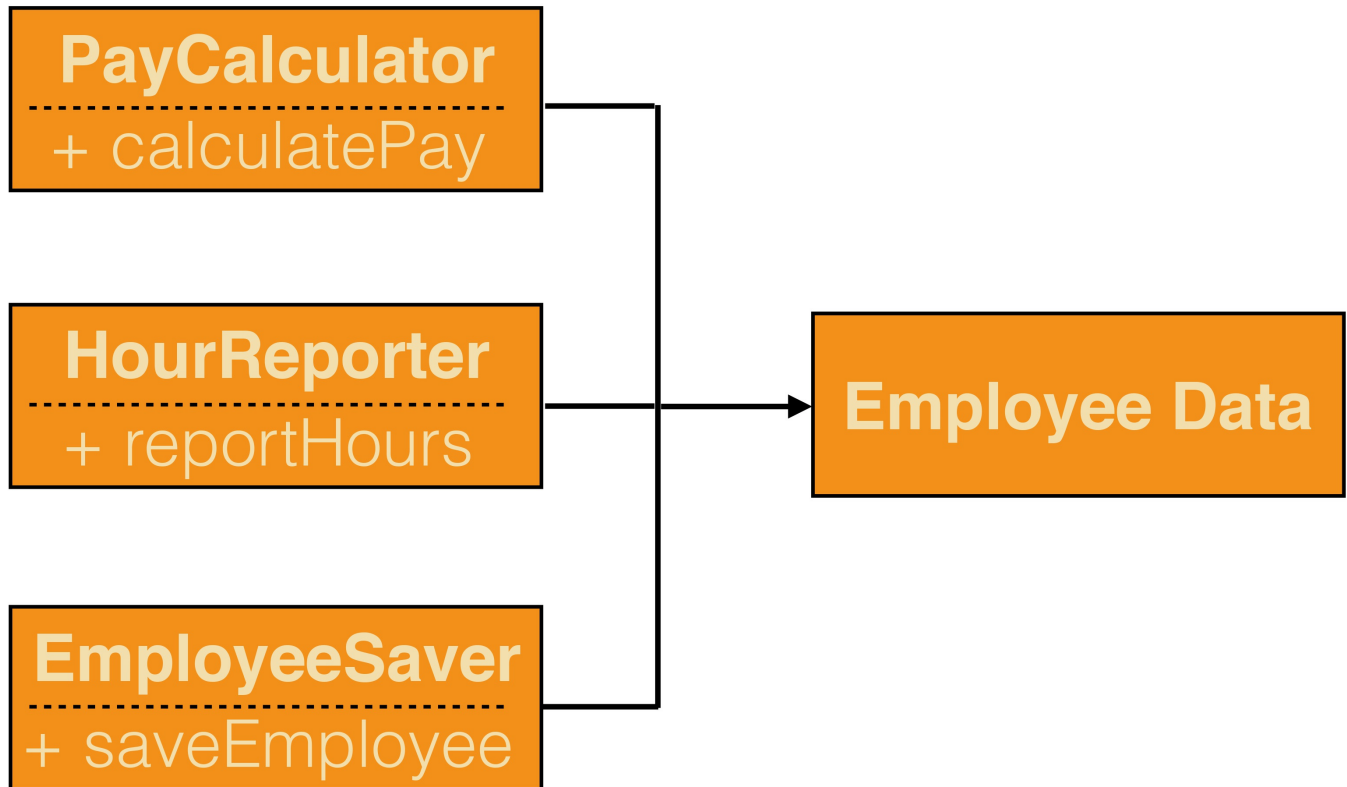 PayCalculator
+ calculatePay
HourReporter
+ reportHours
Employee Data
EmployeeSaver
+ saveEmployee